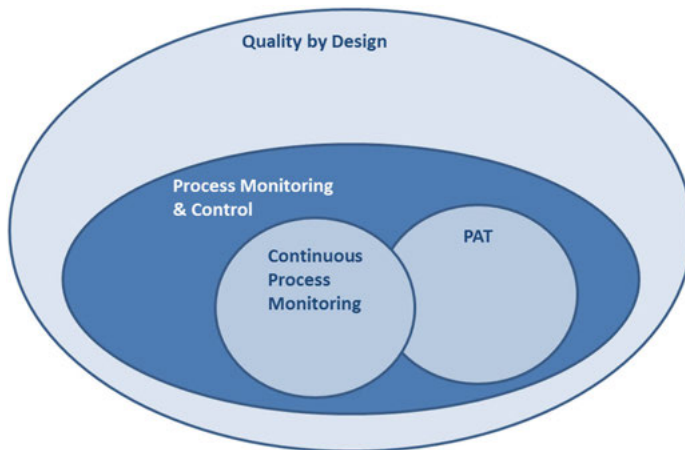 Quality by Design
Process Monitoring
& Control
Continuous
Process
Monitoring
PAT